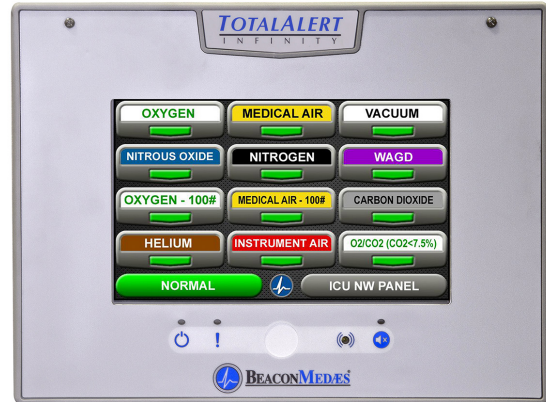 TOTALALERT
INFINITY
OXYGEN
MEDICAL AIR
VACUUM
NITROUS OXIDE
NITROGEN
WAGD
OXYGEN - 100#
MEDICAL AIR - 100#
CARBON DIOXIDE
HELIUM
INSTRUMENT AIR
O2/CO2 (CO2<7.5%)
NORMAL
ICU NW PANEL
!
BEACONMEDÆS